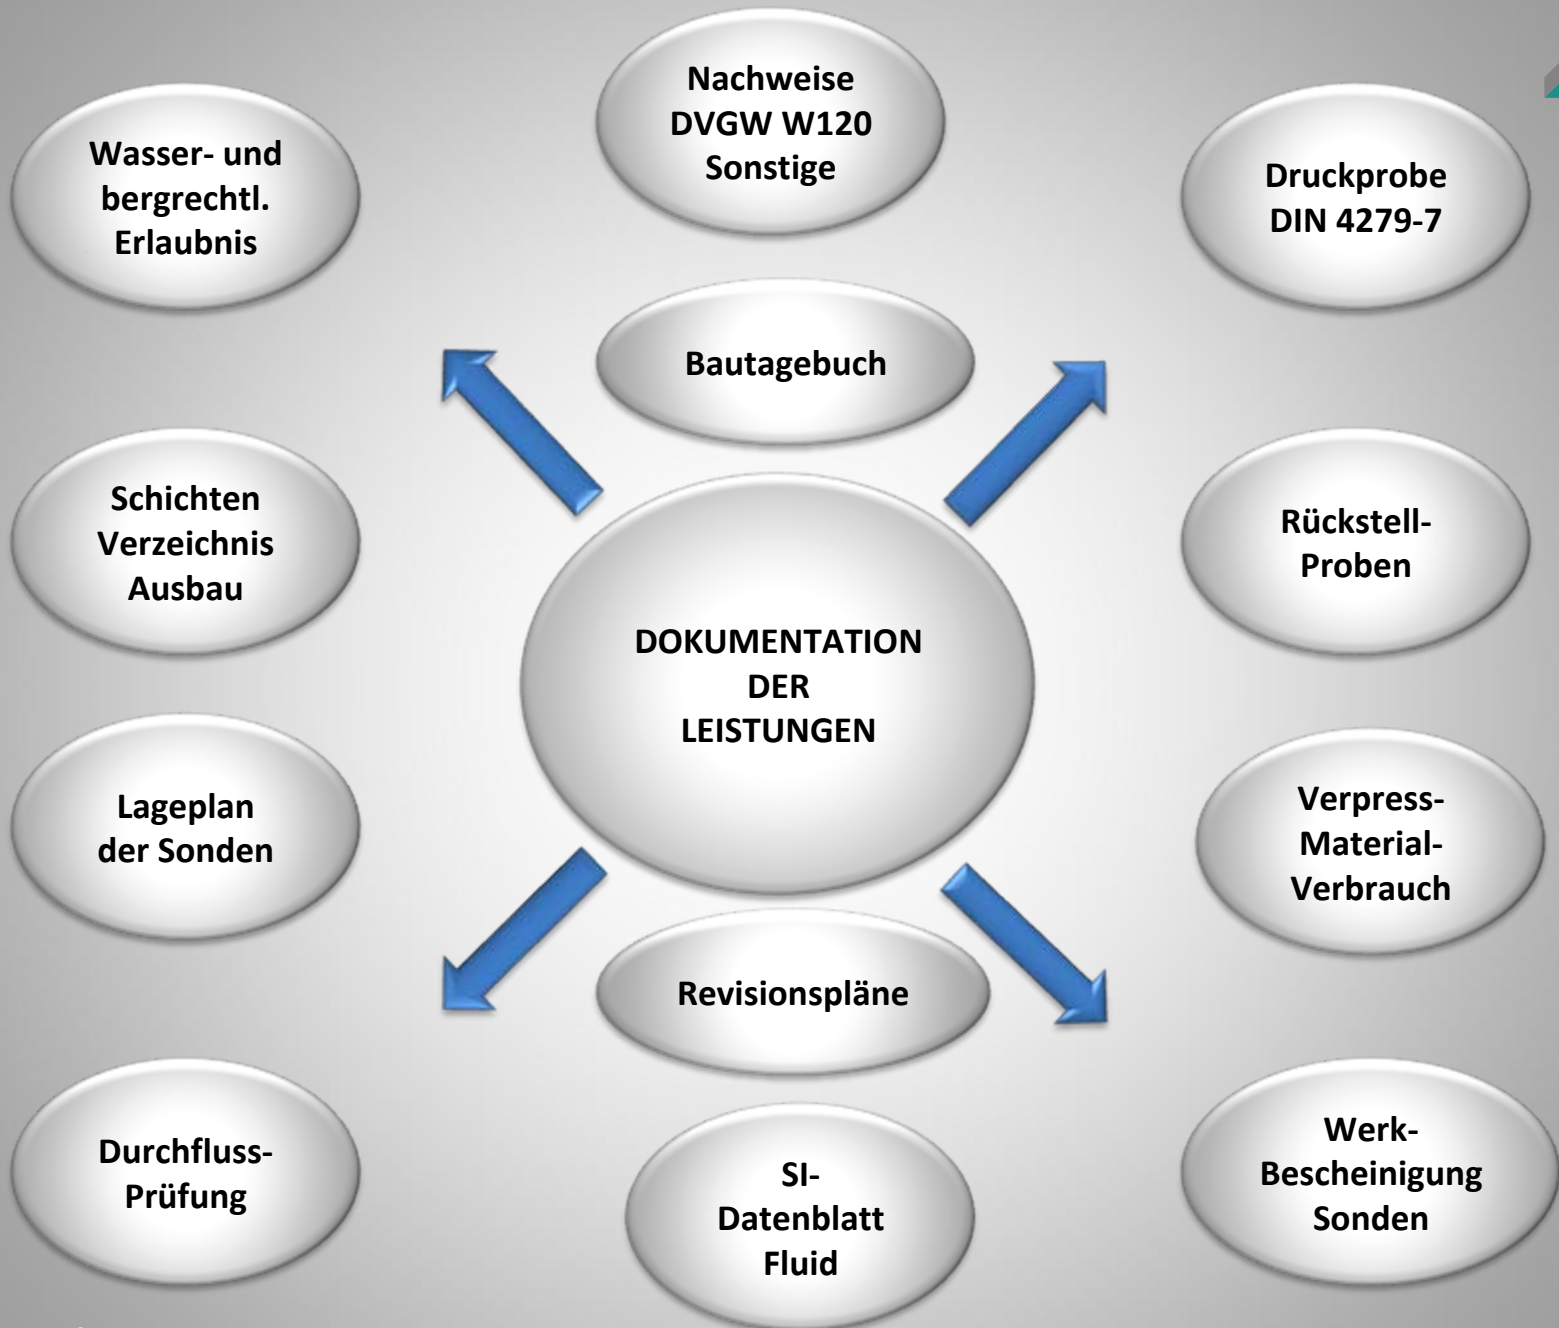 Nachweise
DVGW W120
Sonstige
Wasser- und
bergrechtl.
Erlaubnis
Druckprobe
DIN 4279-7
Bautagebuch
Schichten
Verzeichnis
Ausbau
Rückstell-
Proben
DOKUMENTATION
DER
LEISTUNGEN
Lageplan
der Sonden
Verpress-
Material-
Verbrauch
Revisionspläne
Durchfluss-
Prüfung
SI-
Datenblatt
Fluid
Werk-
Bescheinigung
Sonden